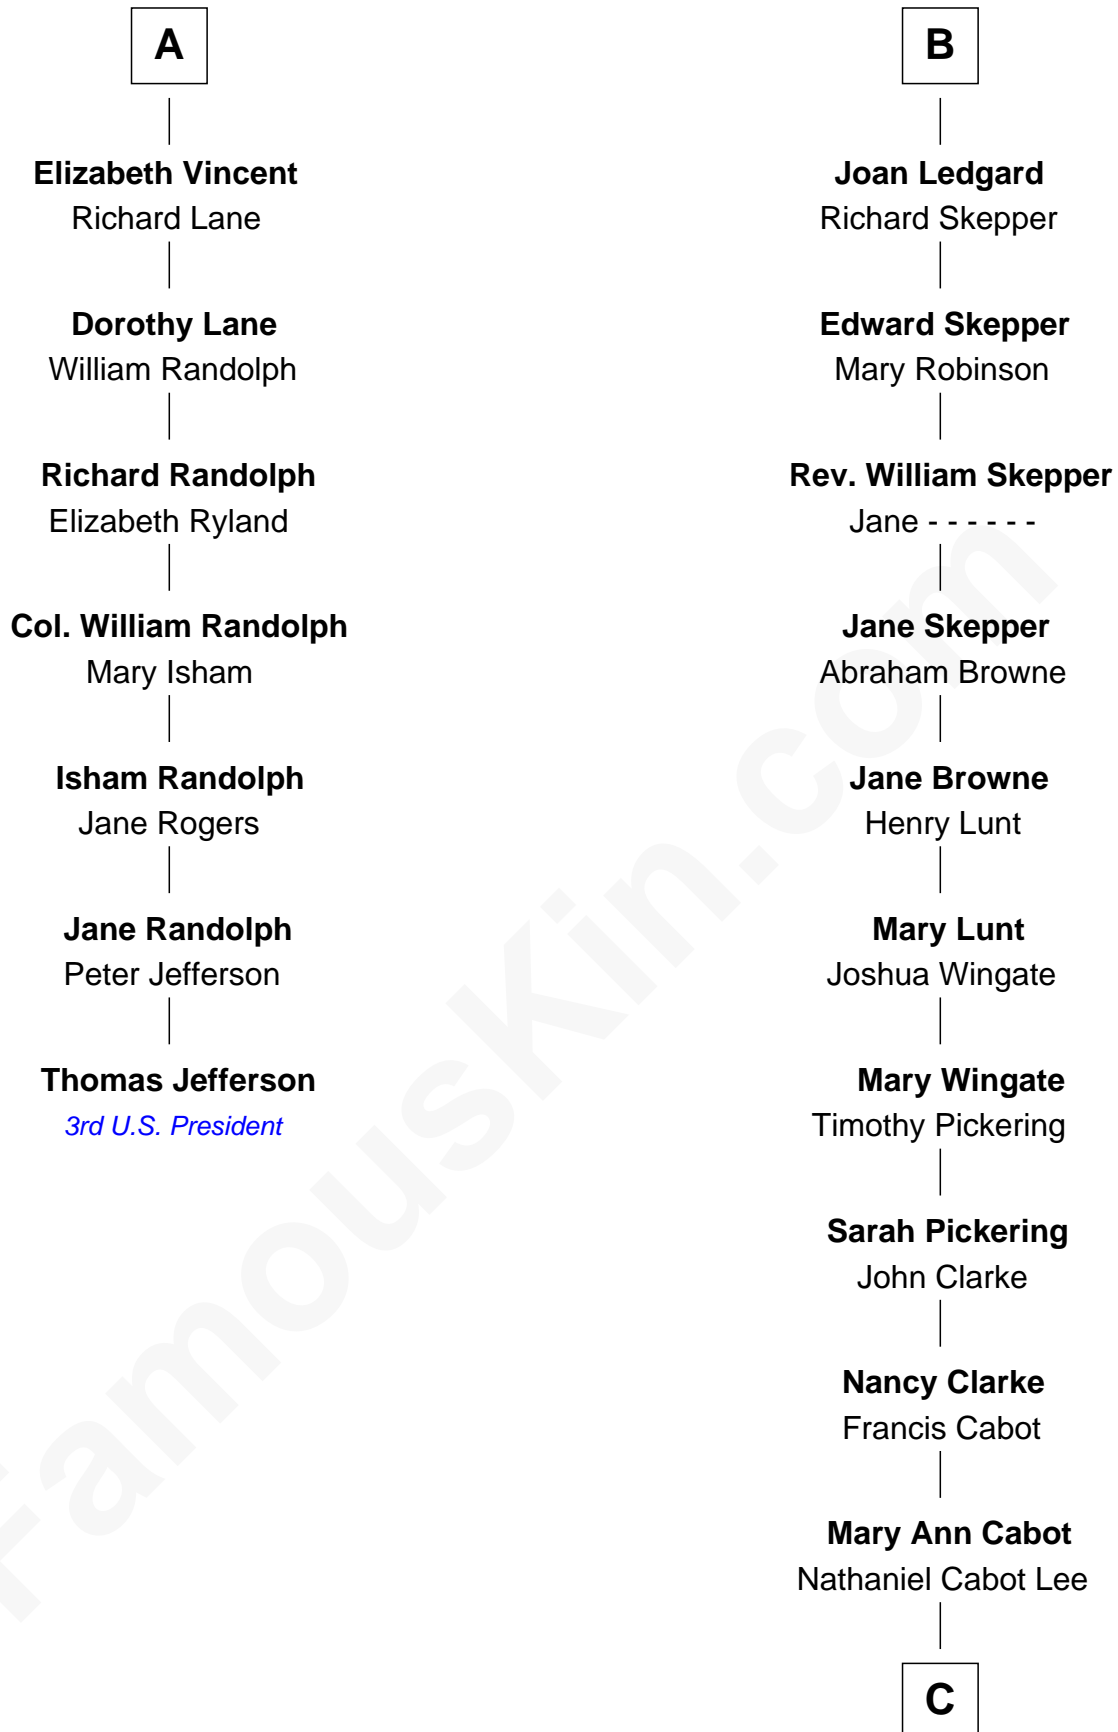 A
Elizabeth Vincent
Richard Lane
Dorothy Lane
William Randolph
Richard Randolph
Elizabeth Ryland
Col. William Randolph
Mary Isham
Isham Randolph
Jane Rogers
Jane Randolph
Peter Jefferson
Thomas Jefferson
3rd U.S. President
B
Joan Ledgard
Richard Skepper
Edward Skepper
Mary Robinson
Rev. William Skepper
Jane - - - - - -
Jane Skepper
Abraham Browne
Jane Browne
Henry Lunt
Mary Lunt
Joshua Wingate
Mary Wingate
Timothy Pickering
Sarah Pickering
John Clarke
Nancy Clarke
Francis Cabot
Mary Ann Cabot
Nathaniel Cabot Lee
C
FamousKin.com